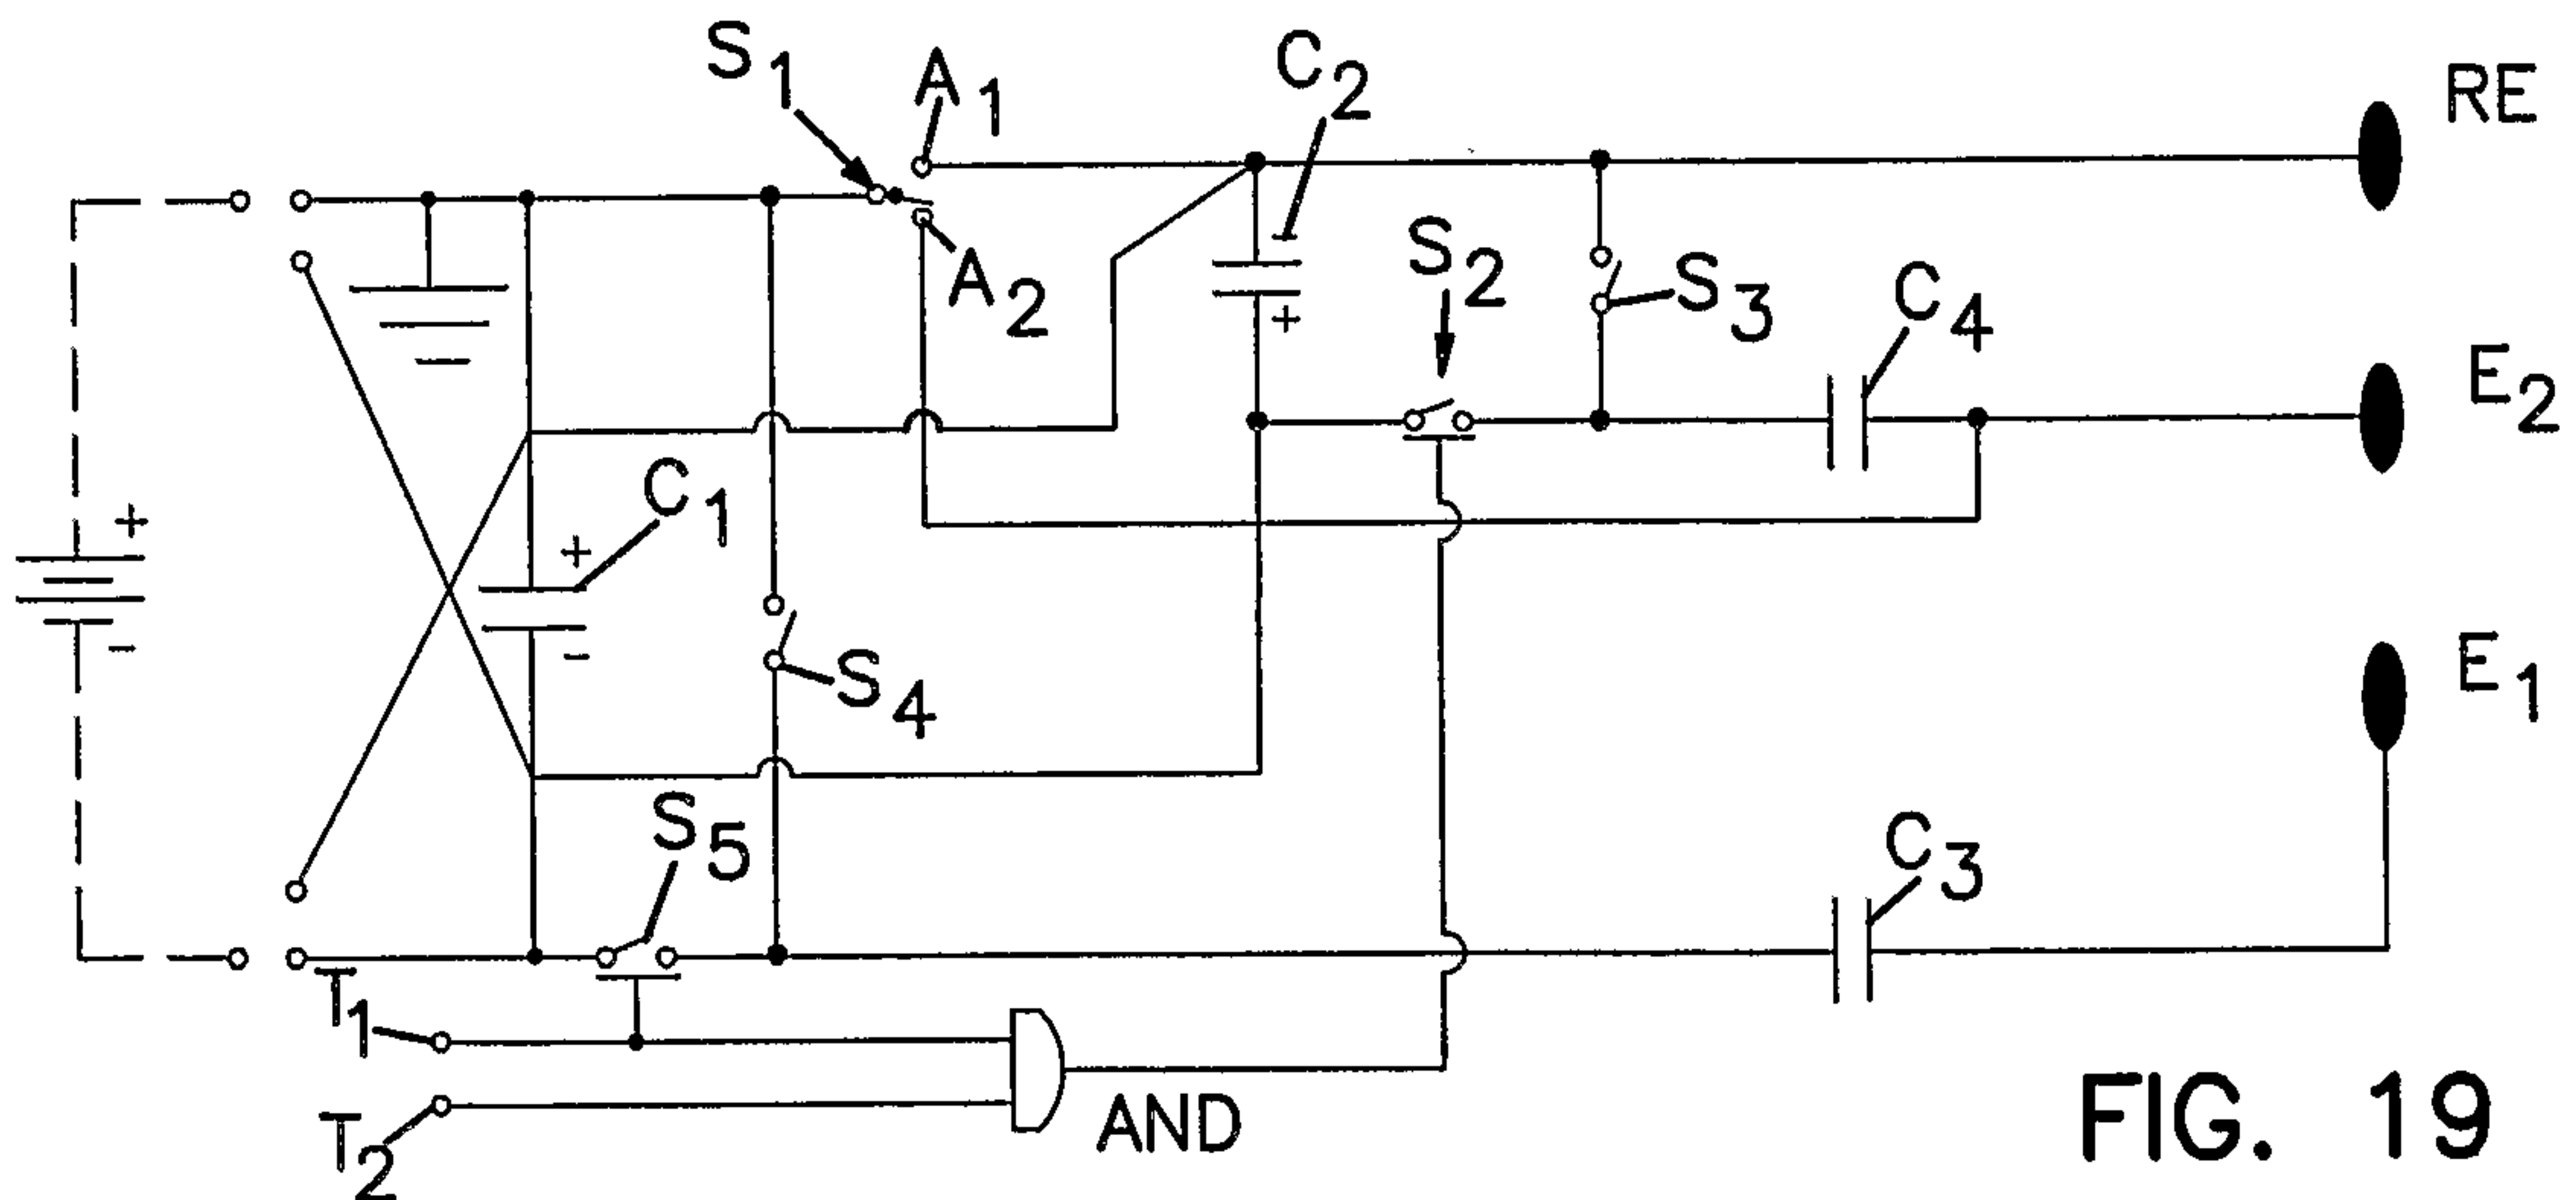 S1
A1
C2
RE
A2
S2
S3
C4
E2
+
-
+
C1
+
-
S4
E1
S5
C3
T1
T2
AND
FIG. 19